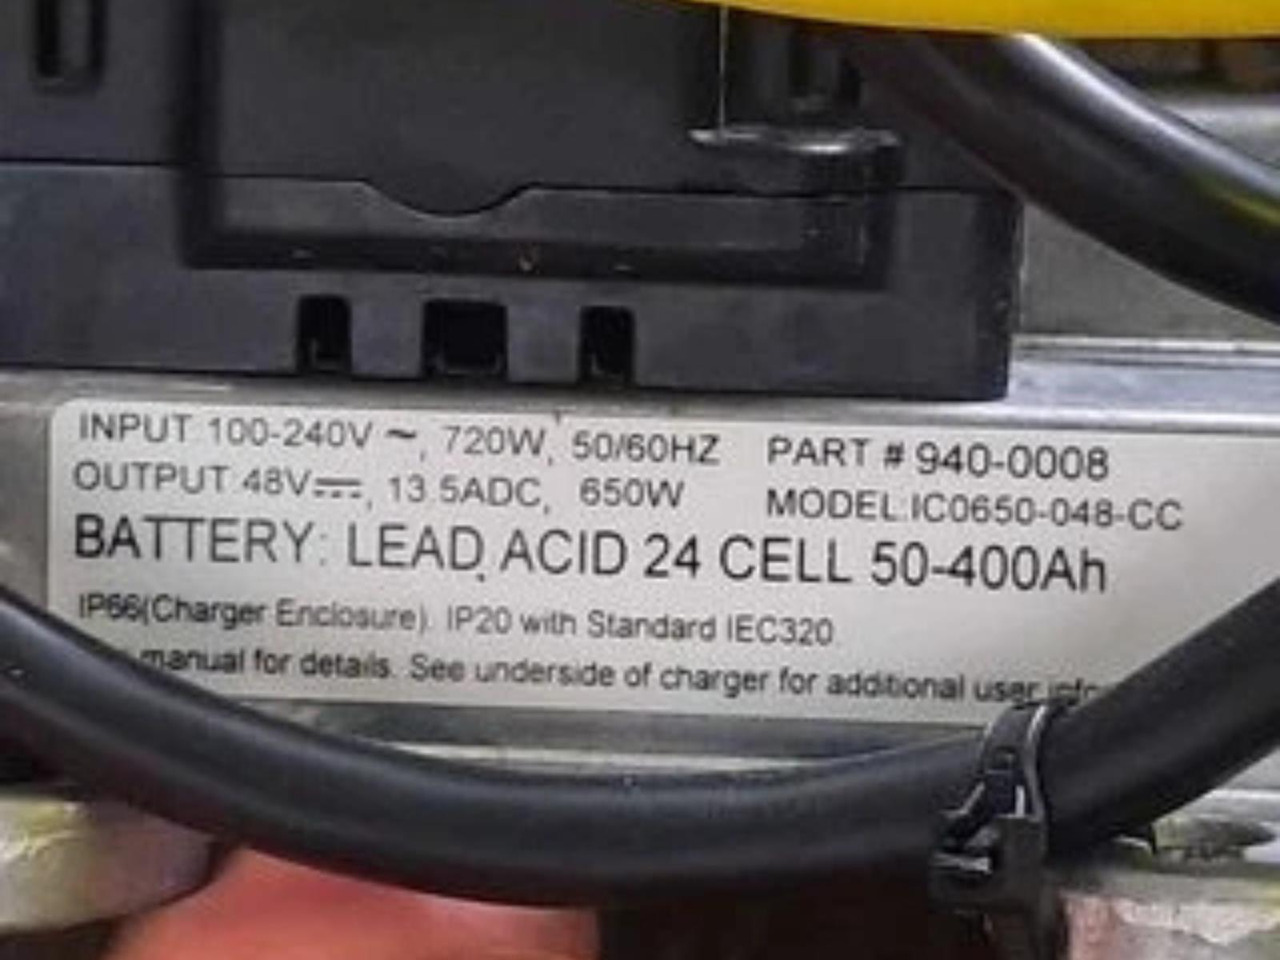 INPUT 100-240V ~, 720W, 50/60HZ
OUTPUT 48V⎓, 13.5ADC, 650W
PART # 940-0008
MODEL:IC0650-048-CC
BATTERY: LEAD ACID 24 CELL 50-400Ah
IP66(Charger Enclosure). IP20 with Standard IEC320
manual for details. See underside of charger for additional user